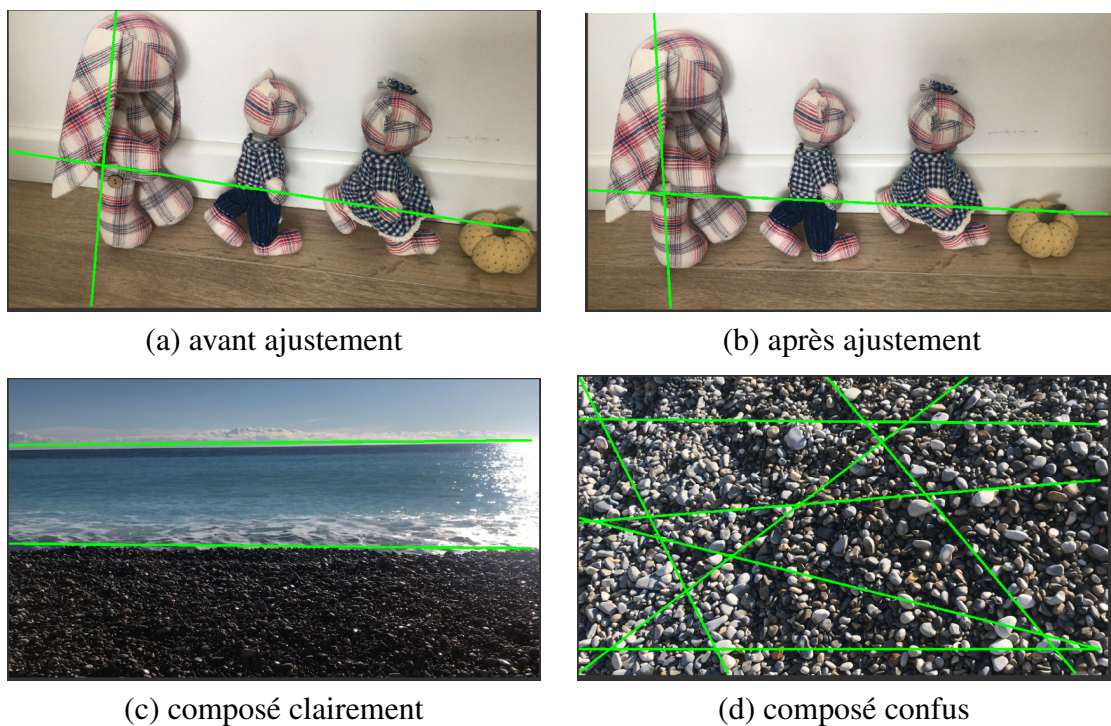 (a) avant ajustement
(b) après ajustement
(c) composé clairement
(d) composé confus